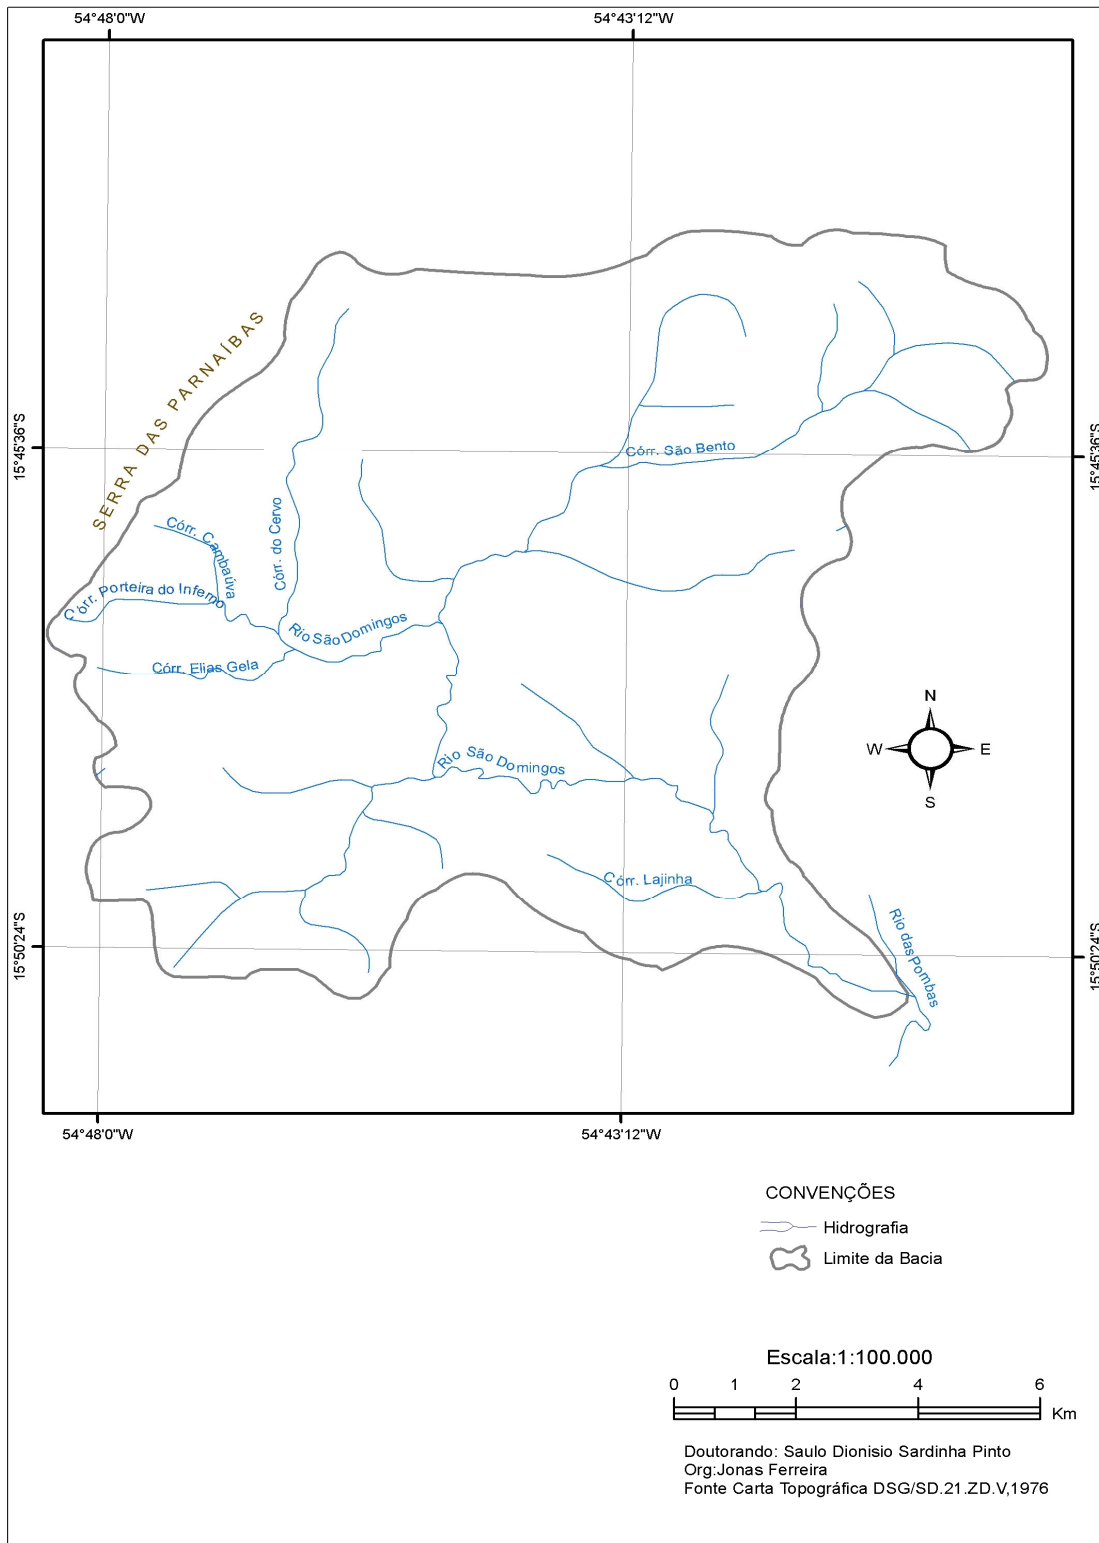 54°48'0"W
54°43'12"W
SERRA DAS PARNAÍBAS
15°45'36"S
15°45'36"S
Córr. São Bento
Córr. do Cervo
Córr. Cambaúva
Córr. Porteira do Inferno
Rio São Domingos
Córr. Elias Gela
N
W
E
S
Rio São Domingos
Córr. Lajinha
Rio das Pombas
15°50'24"S
15°50'24"S
54°48'0"W
54°43'12"W
CONVENÇÕES
Hidrografia
Limite da Bacia
Escala:1:100.000
0 1 2 4 6
Km
Doutorando: Saulo Dionisio Sardinha Pinto
Org:Jonas Ferreira
Fonte Carta Topográfica DSG/SD.21.ZD.V,1976